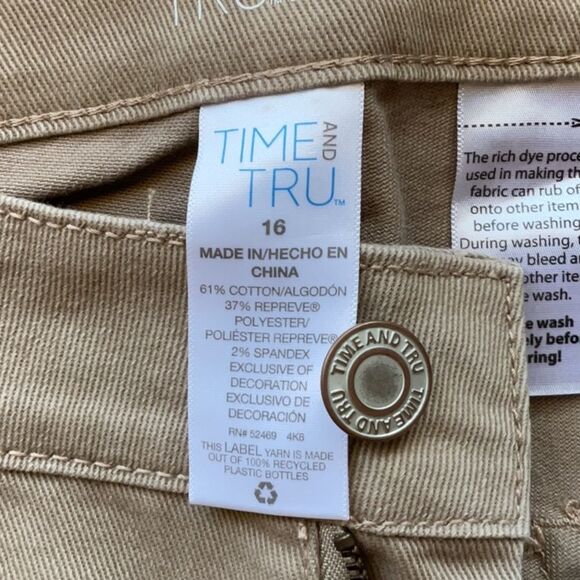 TIME AND
TRU™
16
MADE IN/HECHO EN
CHINA
61% COTTON/ALGODÓN
37% REPREVE®
POLYESTER/
POLIÉSTER REPREVE®
2% SPANDEX
EXCLUSIVE OF
DECORATION
EXCLUSIVE DE
DECORACIÓN
RN# 52469 4K6
THIS LABEL YARN IS MADE
OUT OF 100% RECYCLED
PLASTIC BOTTLES
TIME AND TRU
TIME AND TRU
The rich dye proce
used in making th
fabric can rub of
onto other item
before washing
During washing, t
bleed an
other ite
wash.
wash
ely befo
ring!